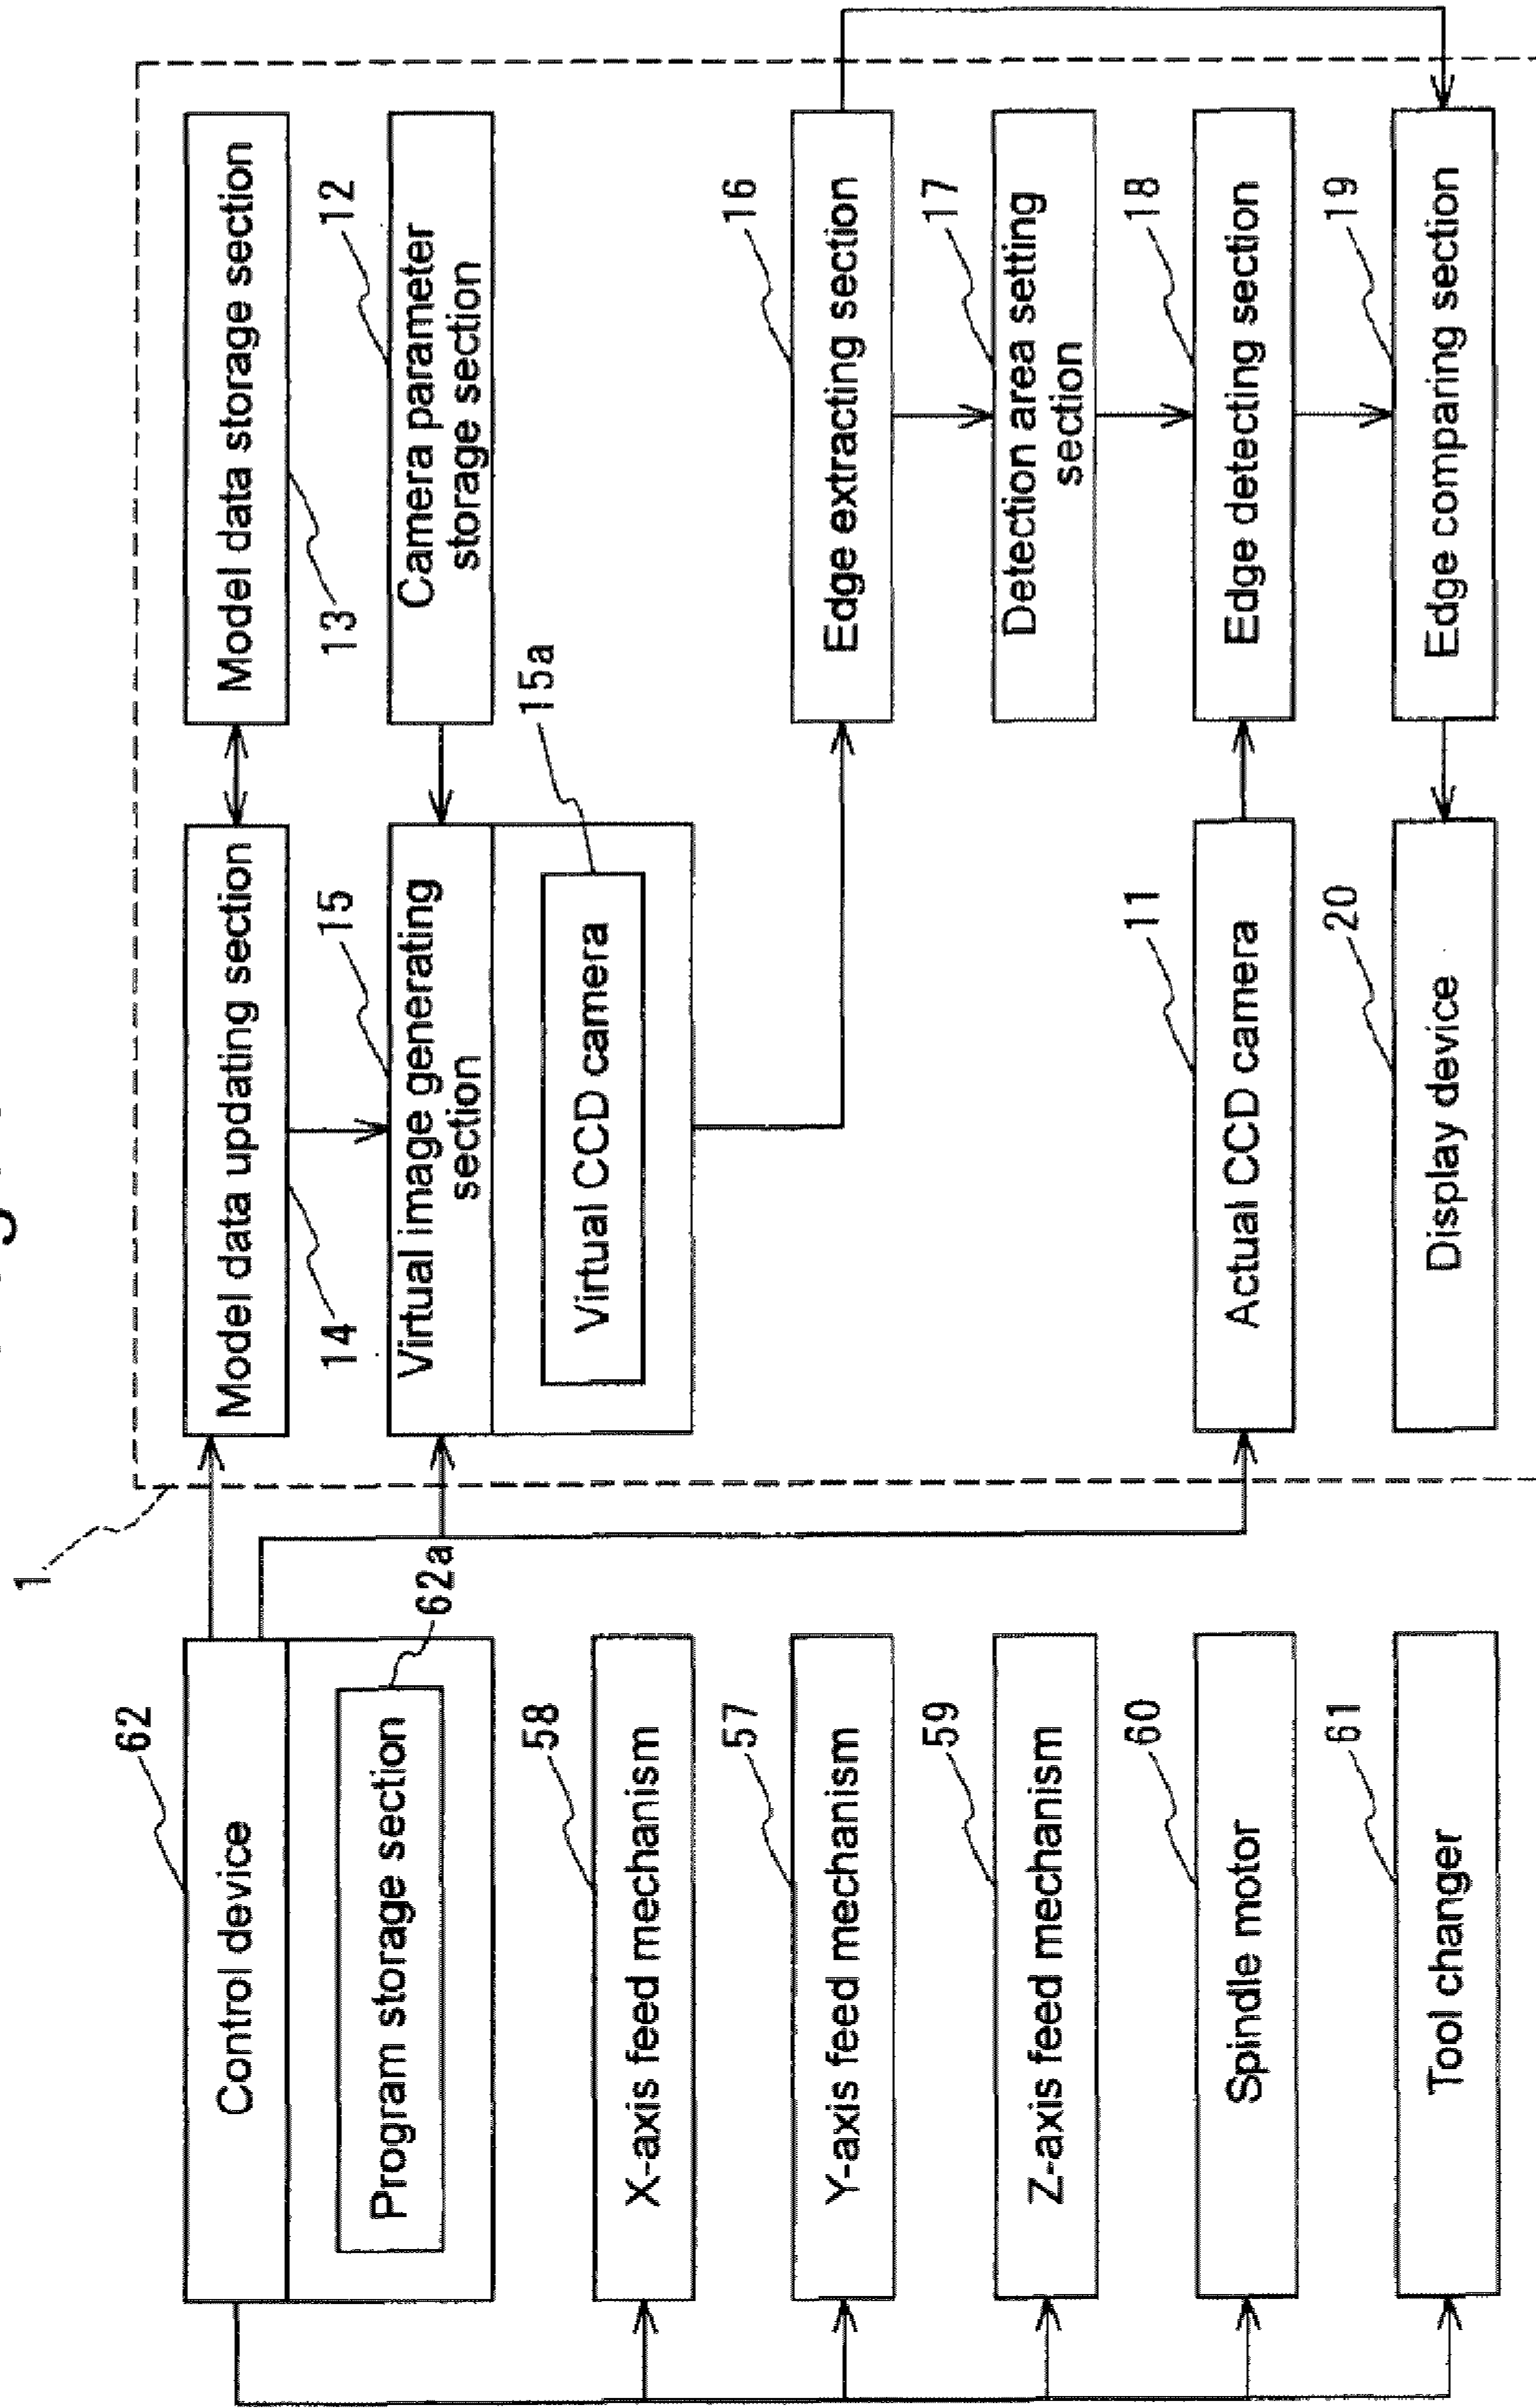 1
62
Control device
Program storage section
62a
58
X-axis feed mechanism
57
Y-axis feed mechanism
59
Z-axis feed mechanism
60
Spindle motor
61
Tool changer
Model data updating section
14
Model data storage section
13
15
Virtual image generating
section
Virtual CCD camera
15a
12
Camera parameter
storage section
16
Edge extracting section
17
Detection area setting
section
11
Actual CCD camera
18
Edge detecting section
20
Display device
19
Edge comparing section